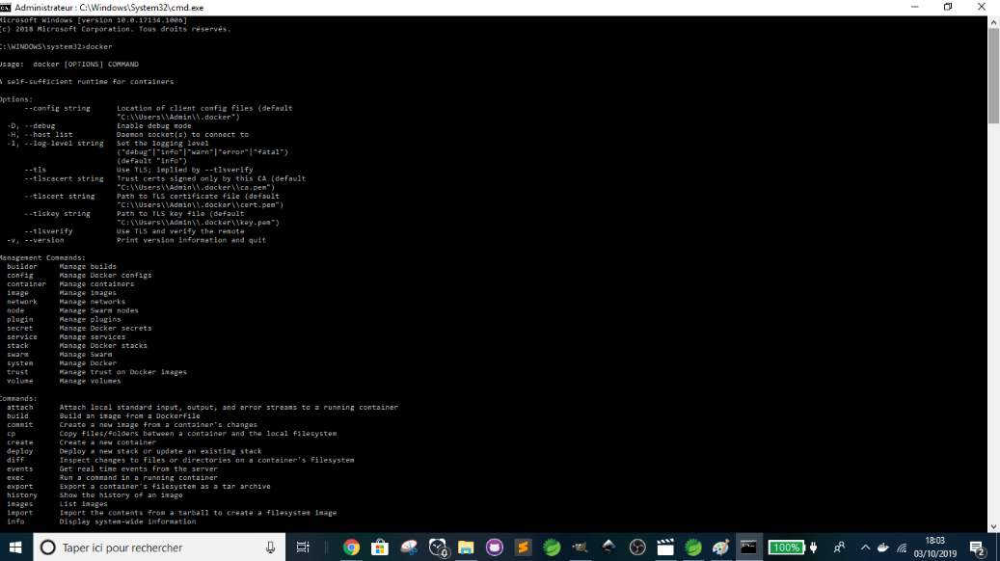 Administrateur : C:\Windows\System32\cmd.exe
Microsoft Windows [version 10.0.17134.1006]
(c) 2018 Microsoft Corporation. Tous droits réservés.
C:\WINDOWS\system32>docker
Usage:  docker [OPTIONS] COMMAND
A self-sufficient runtime for containers
Options:
--config string      Location of client config files (default
"C:\\Users\\Admin\\.docker")
-D, --debug              Enable debug mode
-H, --host list          Daemon socket(s) to connect to
-l, --log-level string   Set the logging level
("debug"|"info"|"warn"|"error"|"fatal")
(default "info")
--tls                Use TLS; implied by --tlsverify
--tlscacert string   Trust certs signed only by this CA (default
"C:\\Users\\Admin\\.docker\\ca.pem")
--tlscert string     Path to TLS certificate file (default
"C:\\Users\\Admin\\.docker\\cert.pem")
--tlskey string      Path to TLS key file (default
"C:\\Users\\Admin\\.docker\\key.pem")
--tlsverify          Use TLS and verify the remote
-v, --version            Print version information and quit
Management Commands:
builder     Manage builds
config      Manage Docker configs
container   Manage containers
image       Manage images
network     Manage networks
node        Manage Swarm nodes
plugin      Manage plugins
secret      Manage Docker secrets
service     Manage services
stack       Manage Docker stacks
swarm       Manage Swarm
system      Manage Docker
trust       Manage trust on Docker images
volume      Manage volumes
Commands:
attach      Attach local standard input, output, and error streams to a running container
build       Build an image from a Dockerfile
commit      Create a new image from a container's changes
cp          Copy files/folders between a container and the local filesystem
create      Create a new container
deploy      Deploy a new stack or update an existing stack
diff        Inspect changes to files or directories on a container's filesystem
events      Get real time events from the server
exec        Run a command in a running container
export      Export a container's filesystem as a tar archive
history     Show the history of an image
images      List images
import      Import the contents from a tarball to create a filesystem image
info        Display system-wide information
Taper ici pour rechercher
100%
18:03
03/10/2019
2